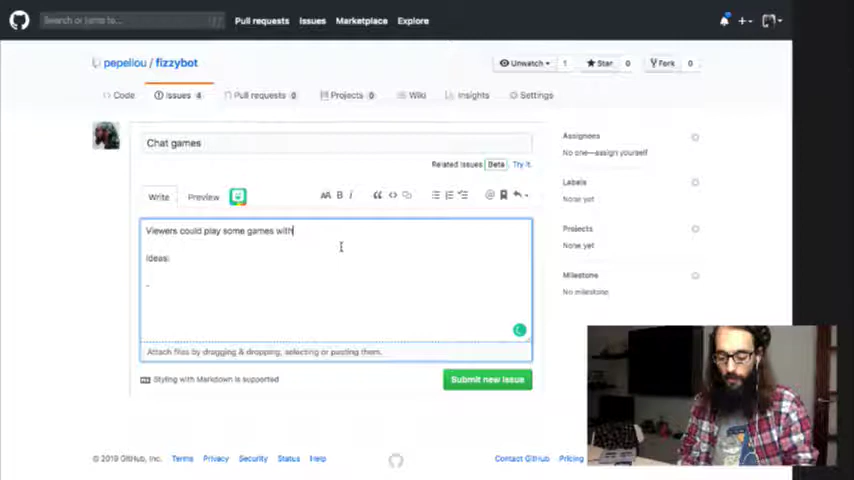 Search or jump to...
Pull requests Issues Marketplace Explore
pepellou / fizzybot
Unwatch 1 Star 0 Fork 0
Code Issues 4 Pull requests 0 Projects 0 Wiki Insights Settings
Chat games
Related Issues Beta Try it.
Write Preview
AA B i
Viewers could play some games with
Ideas:
-
Attach files by dragging & dropping, selecting or pasting them.
Styling with Markdown is supported
Submit new issue
Assignees
No one—assign yourself
Labels
None yet
Projects
None yet
Milestone
No milestone
© 2019 GitHub, Inc. Terms Privacy Security Status Help
Contact GitHub Pricing